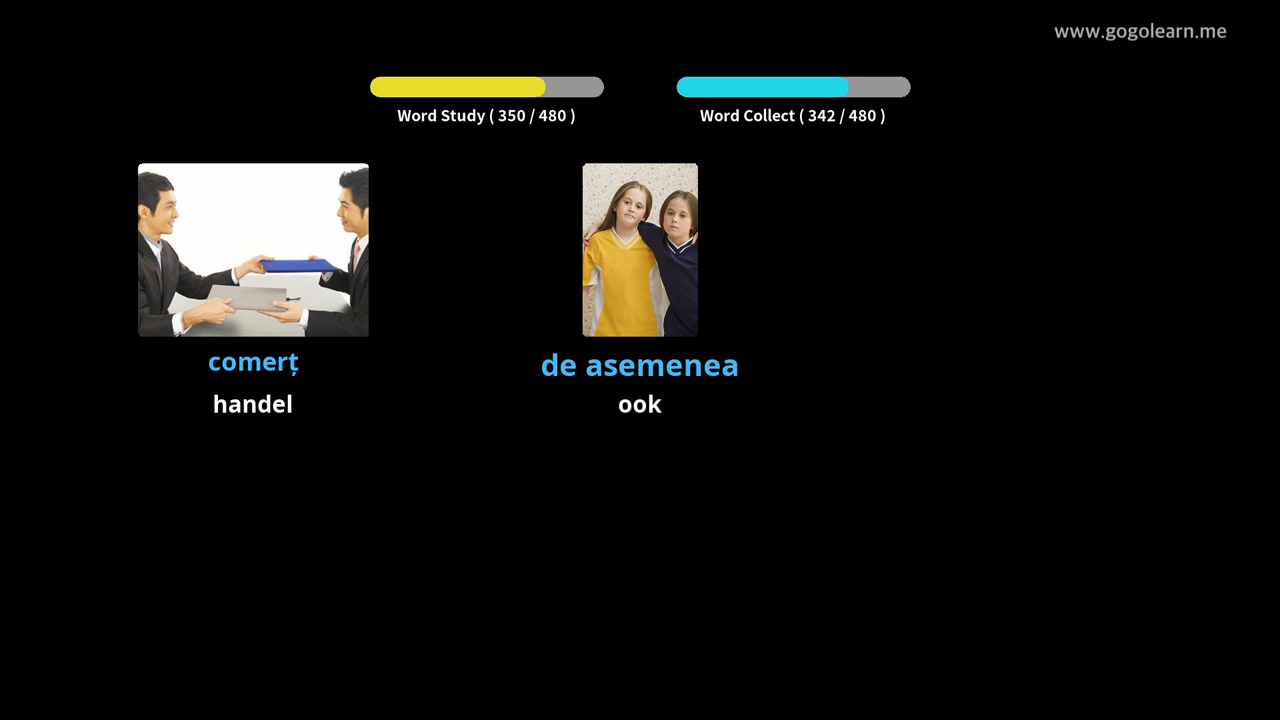 www.gogolearn.me
Word Study ( 350 / 480 )
Word Collect ( 342 / 480 )
comerț
handel
de asemenea
ook